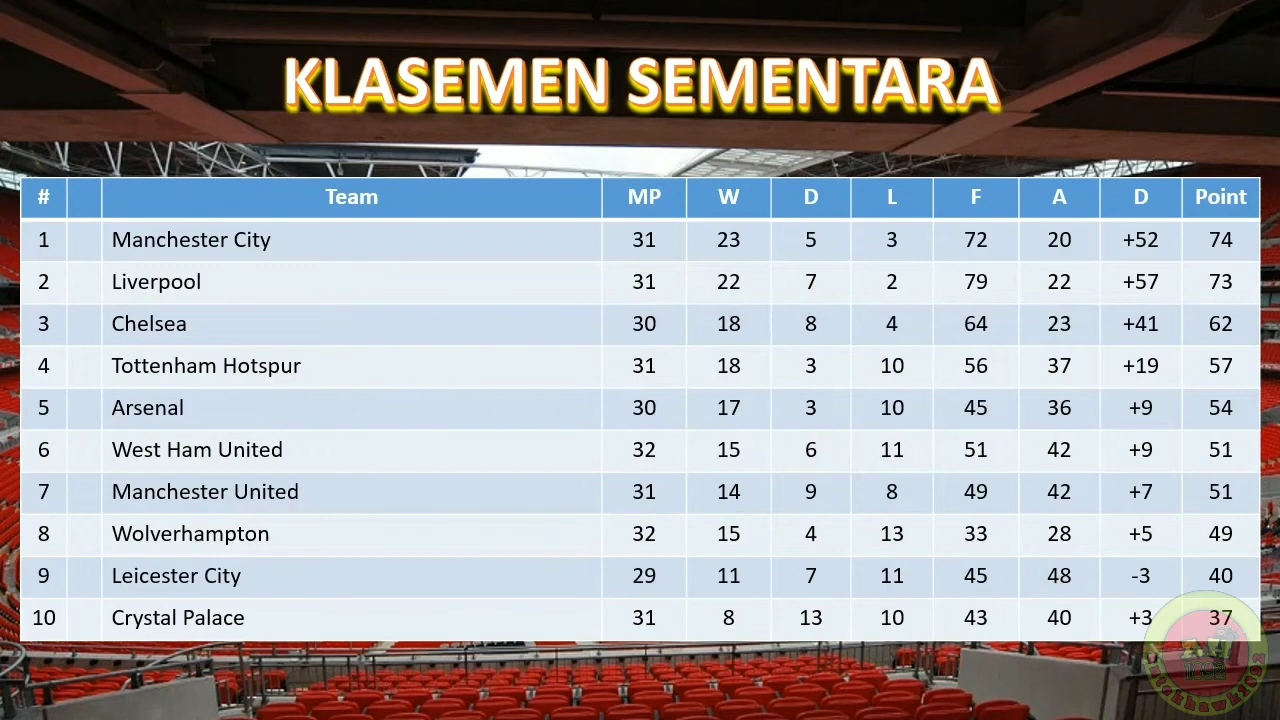 KLASEMEN SEMENTARA
# Team MP W D L F A D Point
1 Manchester City 31 23 5 3 72 20 +52 74
2 Liverpool 31 22 7 2 79 22 +57 73
3 Chelsea 30 18 8 4 64 23 +41 62
4 Tottenham Hotspur 31 18 3 10 56 37 +19 57
5 Arsenal 30 17 3 10 45 36 +9 54
6 West Ham United 32 15 6 11 51 42 +9 51
7 Manchester United 31 14 9 8 49 42 +7 51
8 Wolverhampton 32 15 4 13 33 28 +5 49
9 Leicester City 29 11 7 11 45 48 -3 40
10 Crystal Palace 31 8 13 10 43 40 +3 37